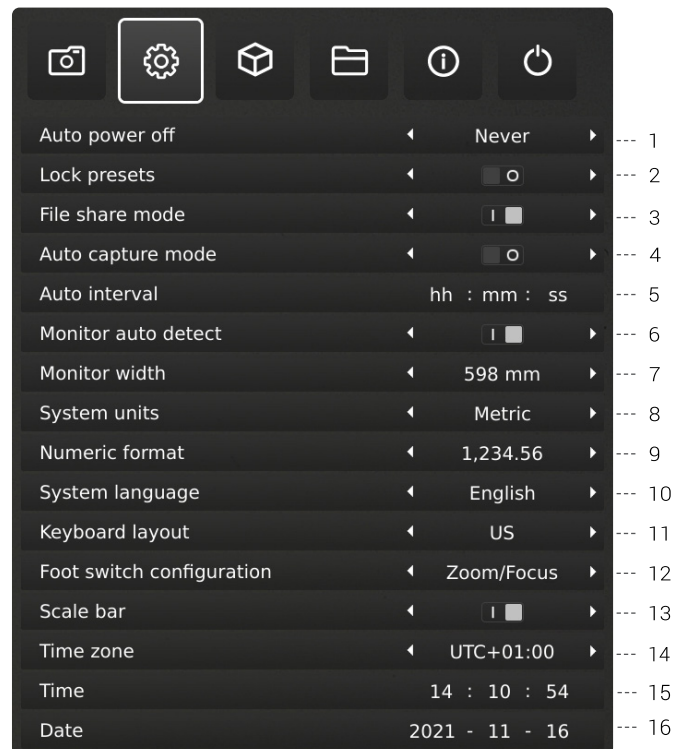 Auto power off Never --- 1
Lock presets O --- 2
File share mode I --- 3
Auto capture mode O --- 4
Auto interval hh : mm : ss --- 5
Monitor auto detect I --- 6
Monitor width 598 mm --- 7
System units Metric --- 8
Numeric format 1,234.56 --- 9
System language English --- 10
Keyboard layout US --- 11
Foot switch configuration Zoom/Focus --- 12
Scale bar I --- 13
Time zone UTC+01:00 --- 14
Time 14 : 10 : 54 --- 15
Date 2021 - 11 - 16 --- 16